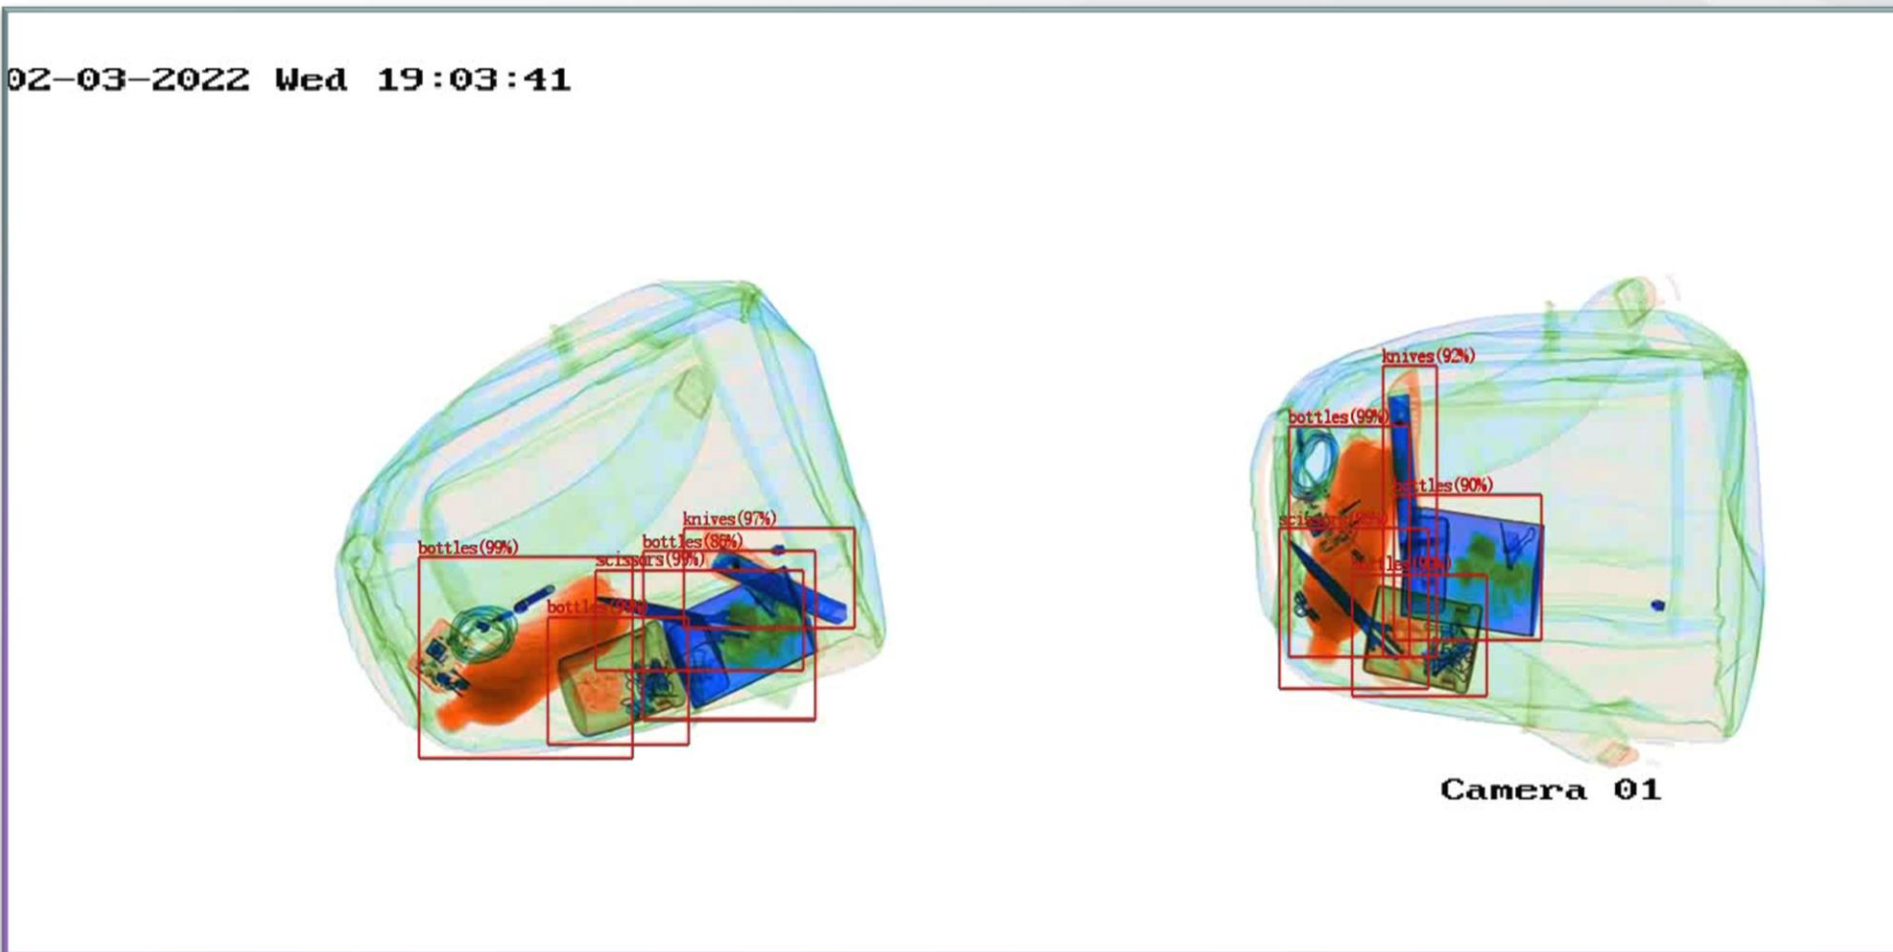 02-03-2022 Wed 19:03:41
knives(92%)
bottles(99%)
bottles(90%)
knives(97%)
bottles(86%)
bottles(99%)
scissors(99%)
Camera 01